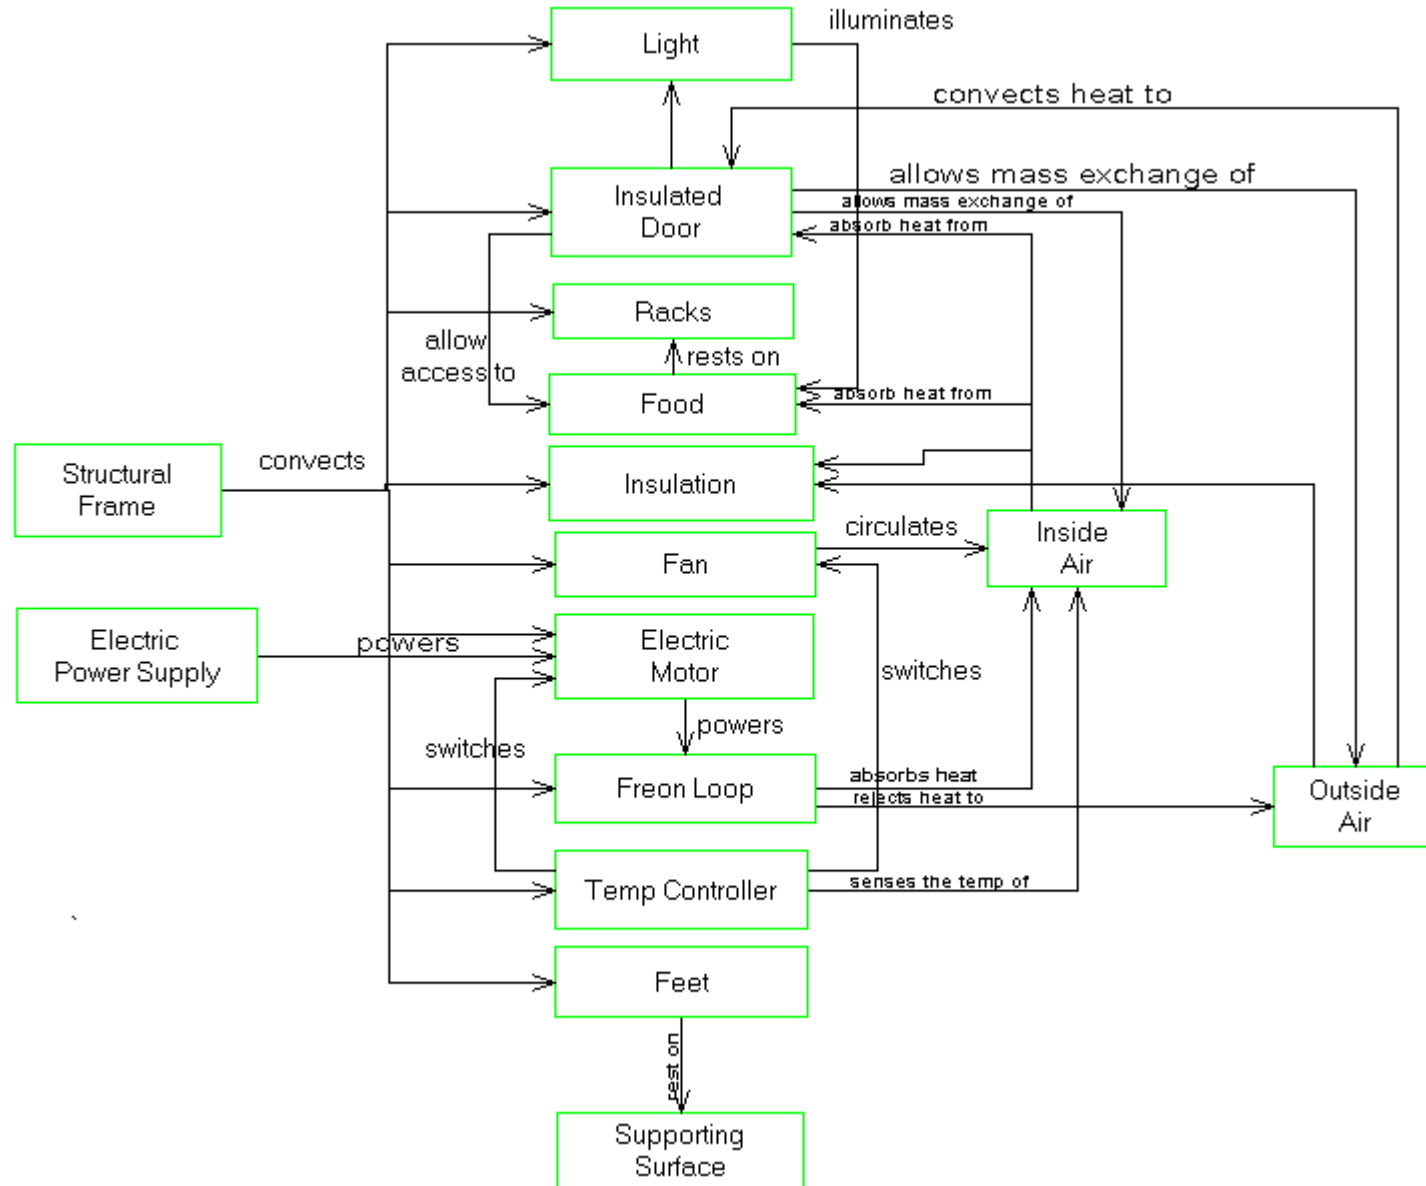 illuminates
Light
convects heat to
allows mass exchange of
Insulated
Door
allows mass exchange of
absorb heat from
Racks
allow
access to
rests on
Food
absorb heat from
Structural
Frame
convects
Insulation
circulates
Inside
Air
Fan
Electric
Power Supply
powers
Electric
Motor
switches
powers
switches
Freon Loop
absorbs heat
rejects heat to
Outside
Air
Temp Controller
senses the temp of
Feet
rest on
Supporting
Surface